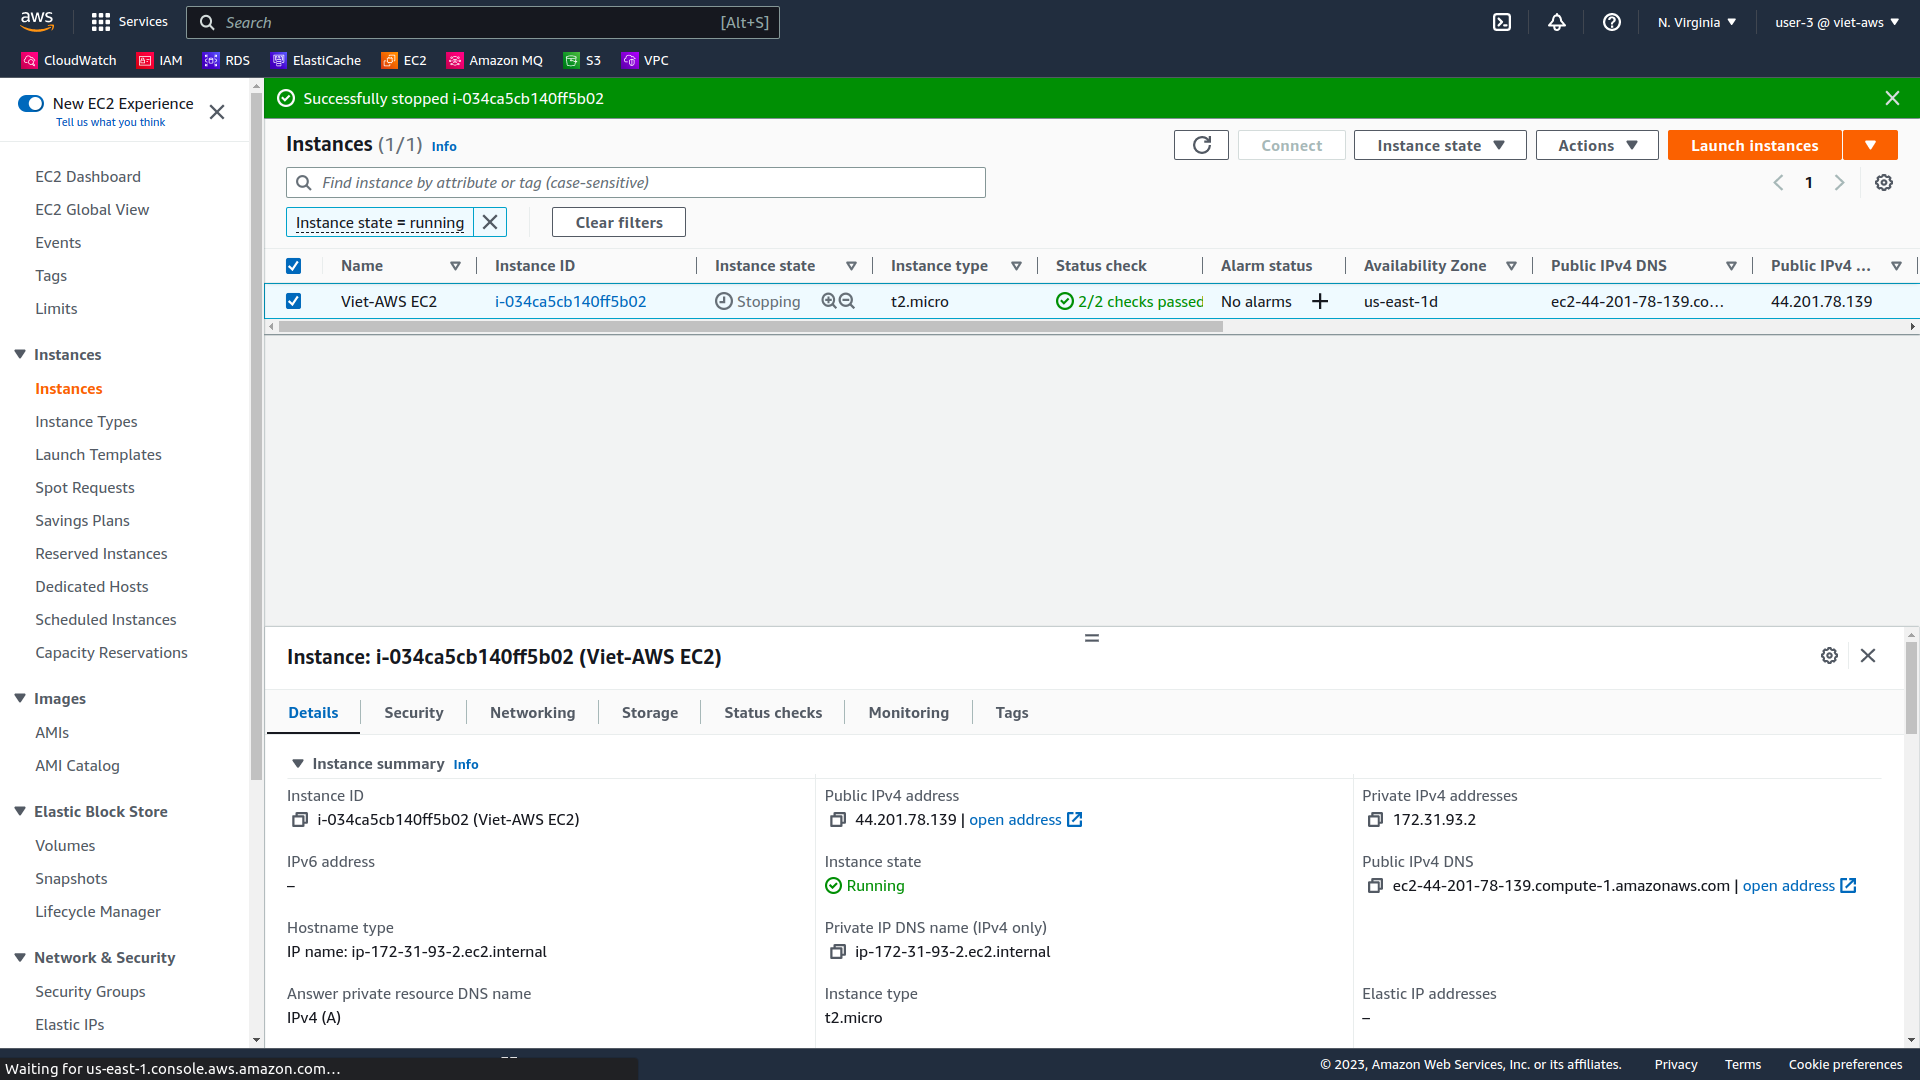 aws
Services
Search
[Alt+S]
N. Virginia
user-3 @ viet-aws
CloudWatch
IAM
RDS
ElastiCache
EC2
Amazon MQ
S3
VPC
New EC2 Experience
Tell us what you think
EC2 Dashboard
EC2 Global View
Events
Tags
Limits
Instances
Instances
Instance Types
Launch Templates
Spot Requests
Savings Plans
Reserved Instances
Dedicated Hosts
Scheduled Instances
Capacity Reservations
Images
AMIs
AMI Catalog
Elastic Block Store
Volumes
Snapshots
Lifecycle Manager
Network & Security
Security Groups
Elastic IPs
Successfully stopped i-034ca5cb140ff5b02
Instances (1/1) Info
Connect
Instance state
Actions
Launch instances
Find instance by attribute or tag (case-sensitive)
1
Instance state = running
Clear filters
Name
Instance ID
Instance state
Instance type
Status check
Alarm status
Availability Zone
Public IPv4 DNS
Public IPv4 ...
Viet-AWS EC2
i-034ca5cb140ff5b02
Stopping
t2.micro
2/2 checks passed
No alarms
us-east-1d
ec2-44-201-78-139.co...
44.201.78.139
Instance: i-034ca5cb140ff5b02 (Viet-AWS EC2)
Details
Security
Networking
Storage
Status checks
Monitoring
Tags
Instance summary Info
Instance ID
i-034ca5cb140ff5b02 (Viet-AWS EC2)
Public IPv4 address
44.201.78.139 | open address
Private IPv4 addresses
172.31.93.2
IPv6 address
–
Instance state
Running
Public IPv4 DNS
ec2-44-201-78-139.compute-1.amazonaws.com | open address
Hostname type
IP name: ip-172-31-93-2.ec2.internal
Private IP DNS name (IPv4 only)
ip-172-31-93-2.ec2.internal
Answer private resource DNS name
IPv4 (A)
Instance type
t2.micro
Elastic IP addresses
–
Waiting for us-east-1.console.aws.amazon.com...
© 2023, Amazon Web Services, Inc. or its affiliates.
Privacy
Terms
Cookie preferences